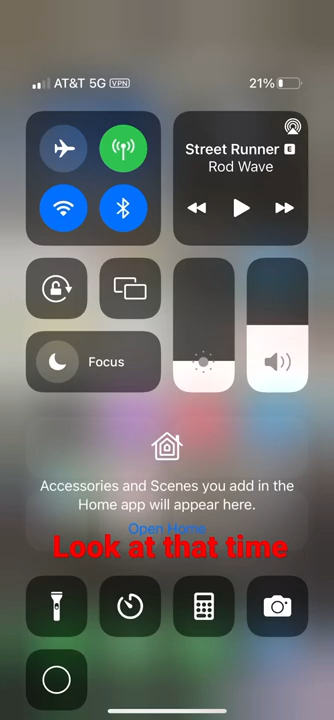 AT&T 5G VPN
21%
Street Runner E
Rod Wave
Focus
Accessories and Scenes you add in the
Home app will appear here.
Open Home
Look at that time